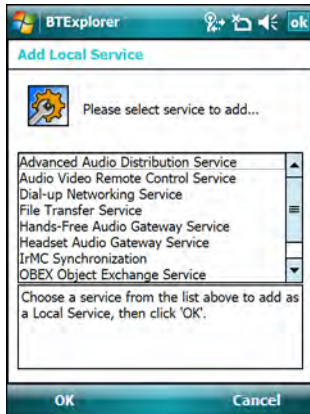 BTExplorer
ok
Add Local Service
Please select service to add...
Advanced Audio Distribution Service
Audio Video Remote Control Service
Dial-up Networking Service
File Transfer Service
Hands-Free Audio Gateway Service
Headset Audio Gateway Service
IrMC Synchronization
OBEX Object Exchange Service
Choose a service from the list above to add as
a Local Service, then click 'OK'.
OK
Cancel